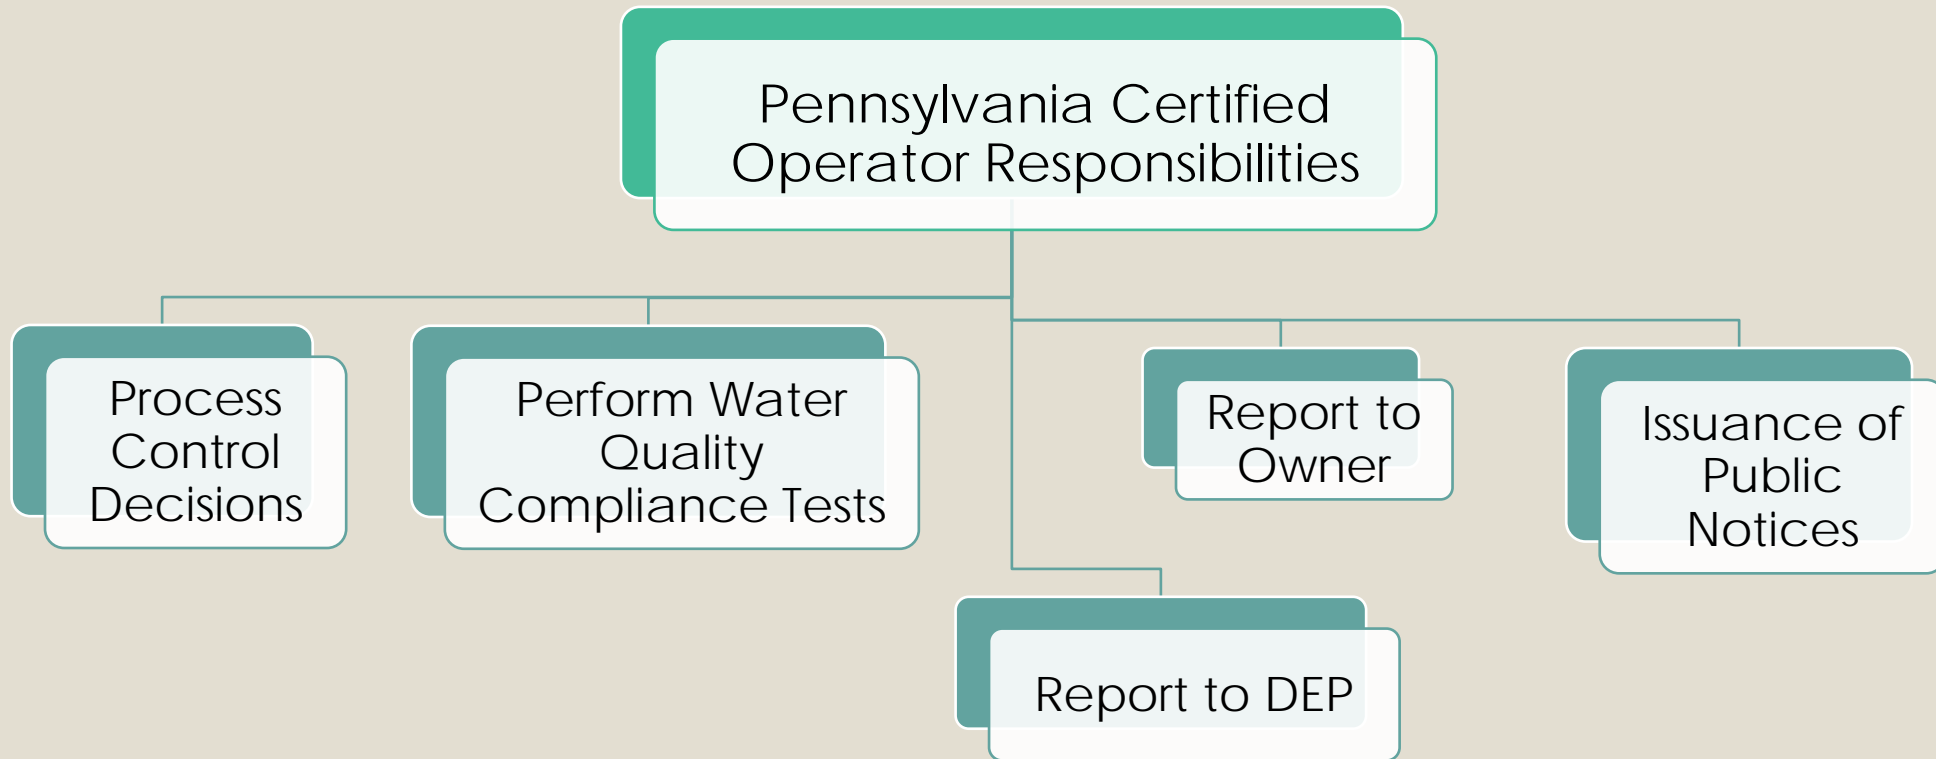 Pennsylvania Certified
Operator Responsibilities
Process
Control
Decisions
Perform Water
Quality
Compliance Tests
Report to
Owner
Issuance of
Public
Notices
Report to DEP